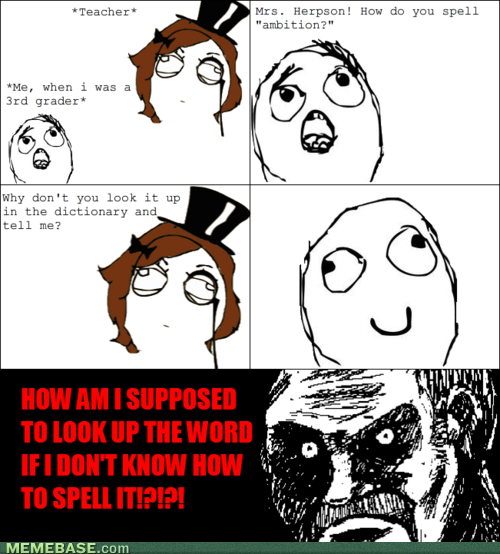 *Teacher*
*Me, when i was a
3rd grader*
Mrs. Herpson! How do you spell
"ambition?"
Why don't you look it up
in the dictionary and
tell me?
HOW AM I SUPPOSED
TO LOOK UP THE WORD
IF I DON'T KNOW HOW
TO SPELL IT!?!?!
MEMEBASE.com